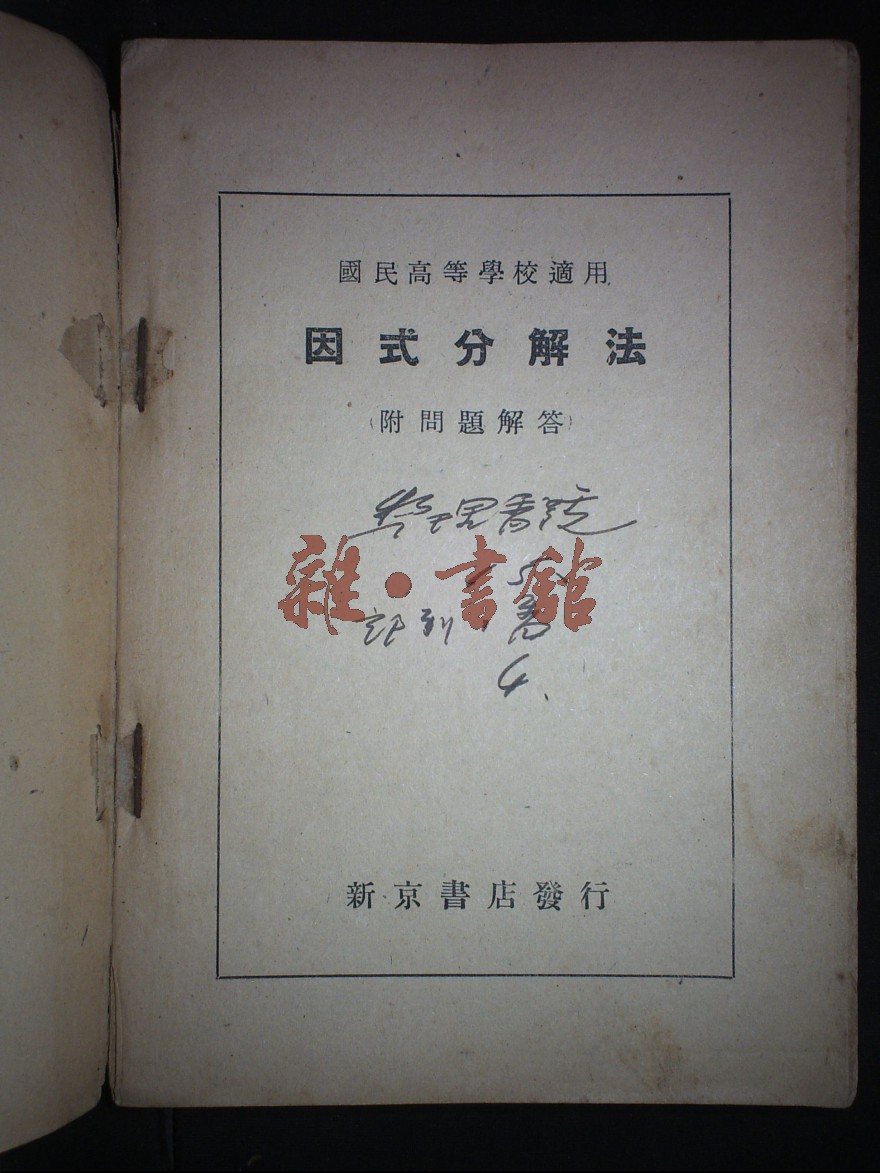 國民高等學校適用
因式分解法
(附問題解答)
雜·書館
4
新京書店發行